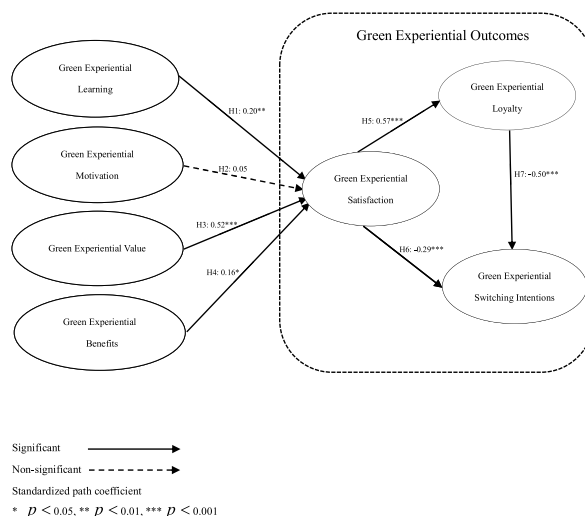 Green Experiential Outcomes
Green Experiential
Learning
Green Experiential
Motivation
Green Experiential Value
Green Experiential
Benefits
H1: 0.20**
H2: 0.05
H3: 0.52***
H4: 0.16*
Green Experiential
Satisfaction
H5: 0.57***
H6: -0.29***
Green Experiential
Loyalty
H7: -0.50***
Green Experiential
Switching Intentions
Significant
Non-significant
Standardized path coefficient
* p < 0.05, ** p < 0.01, *** p < 0.001